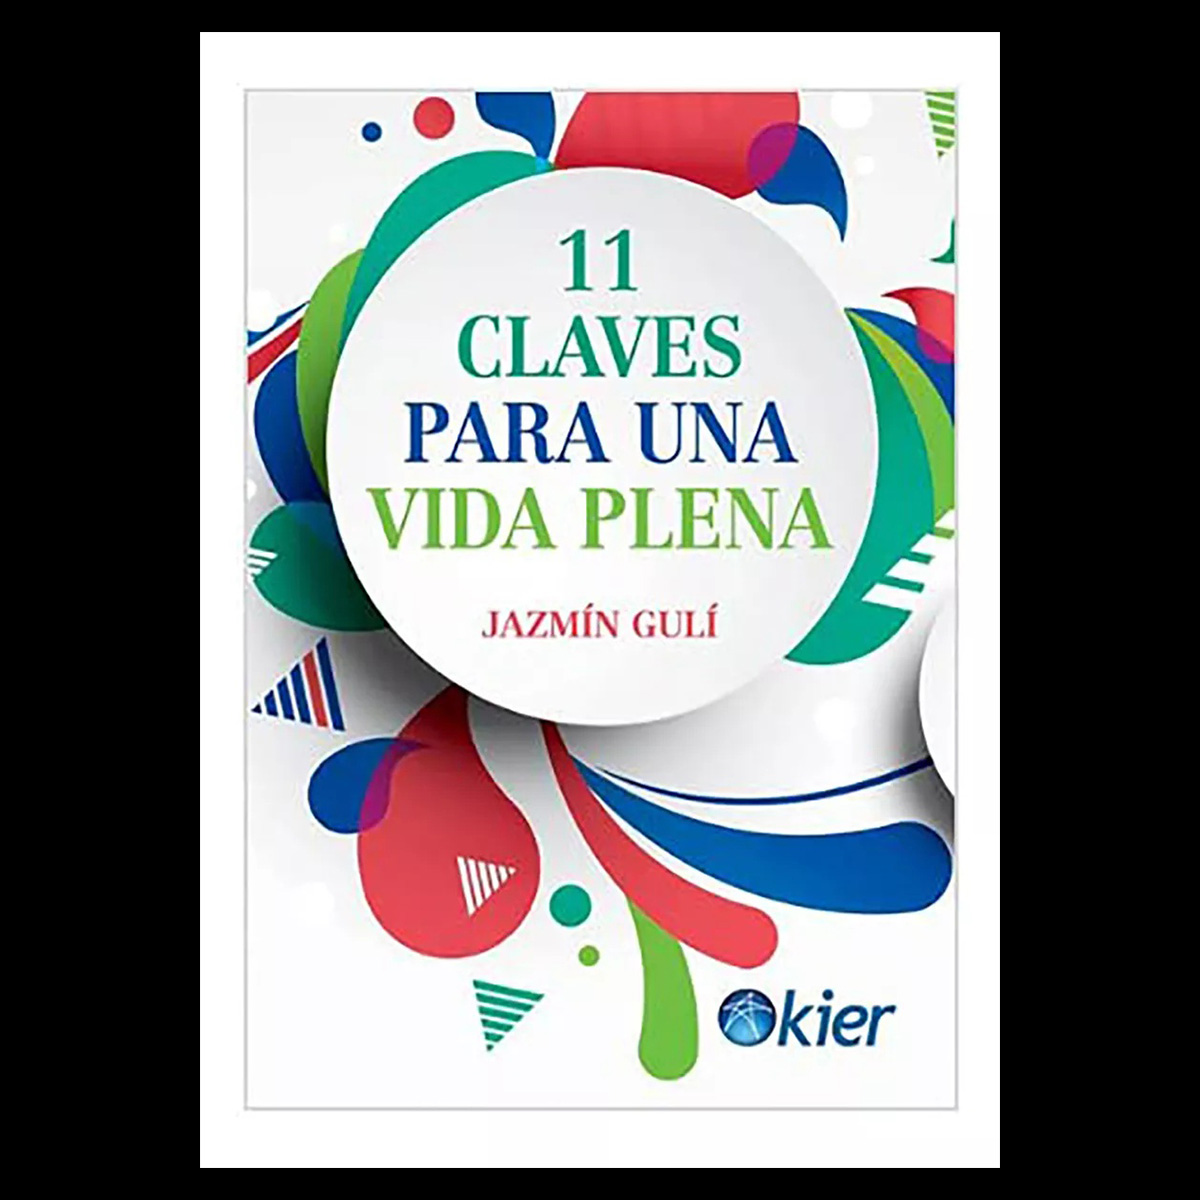 11
CLAVES
PARA UNA
VIDA PLENA
JAZMÍN GULÍ
kier